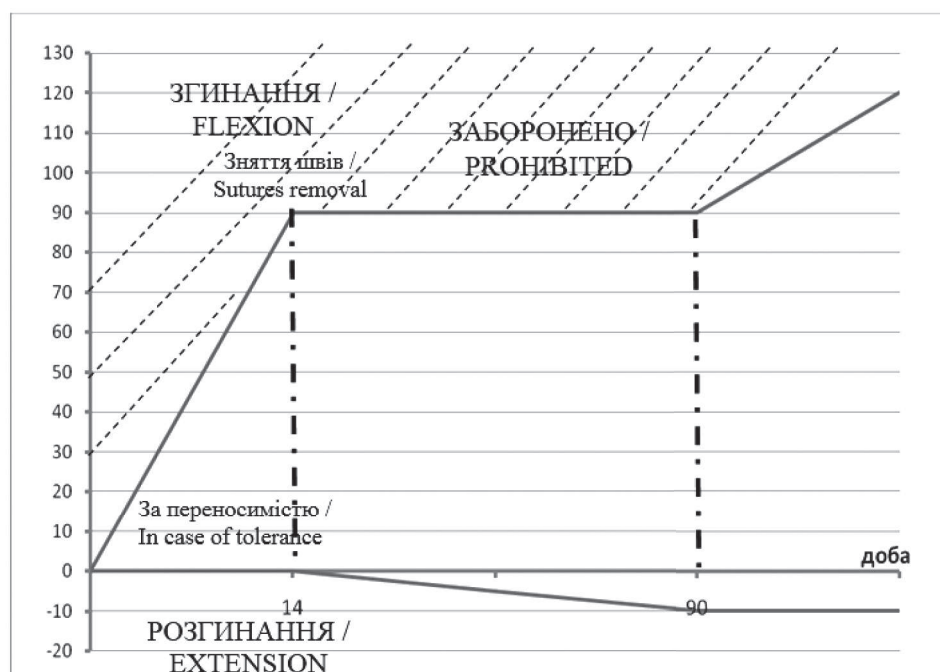 130
120
110
100
90
80
70
60
50
40
30
20
10
0
-10
-20
ЗГИНАННЯ /
FLEXION
Зняття швів /
Sutures removal
ЗАБОРОНЕНО /
PROHIBITED
За переносимістю /
In case of tolerance
доба
14
90
РОЗГИНАННЯ /
EXTENSION